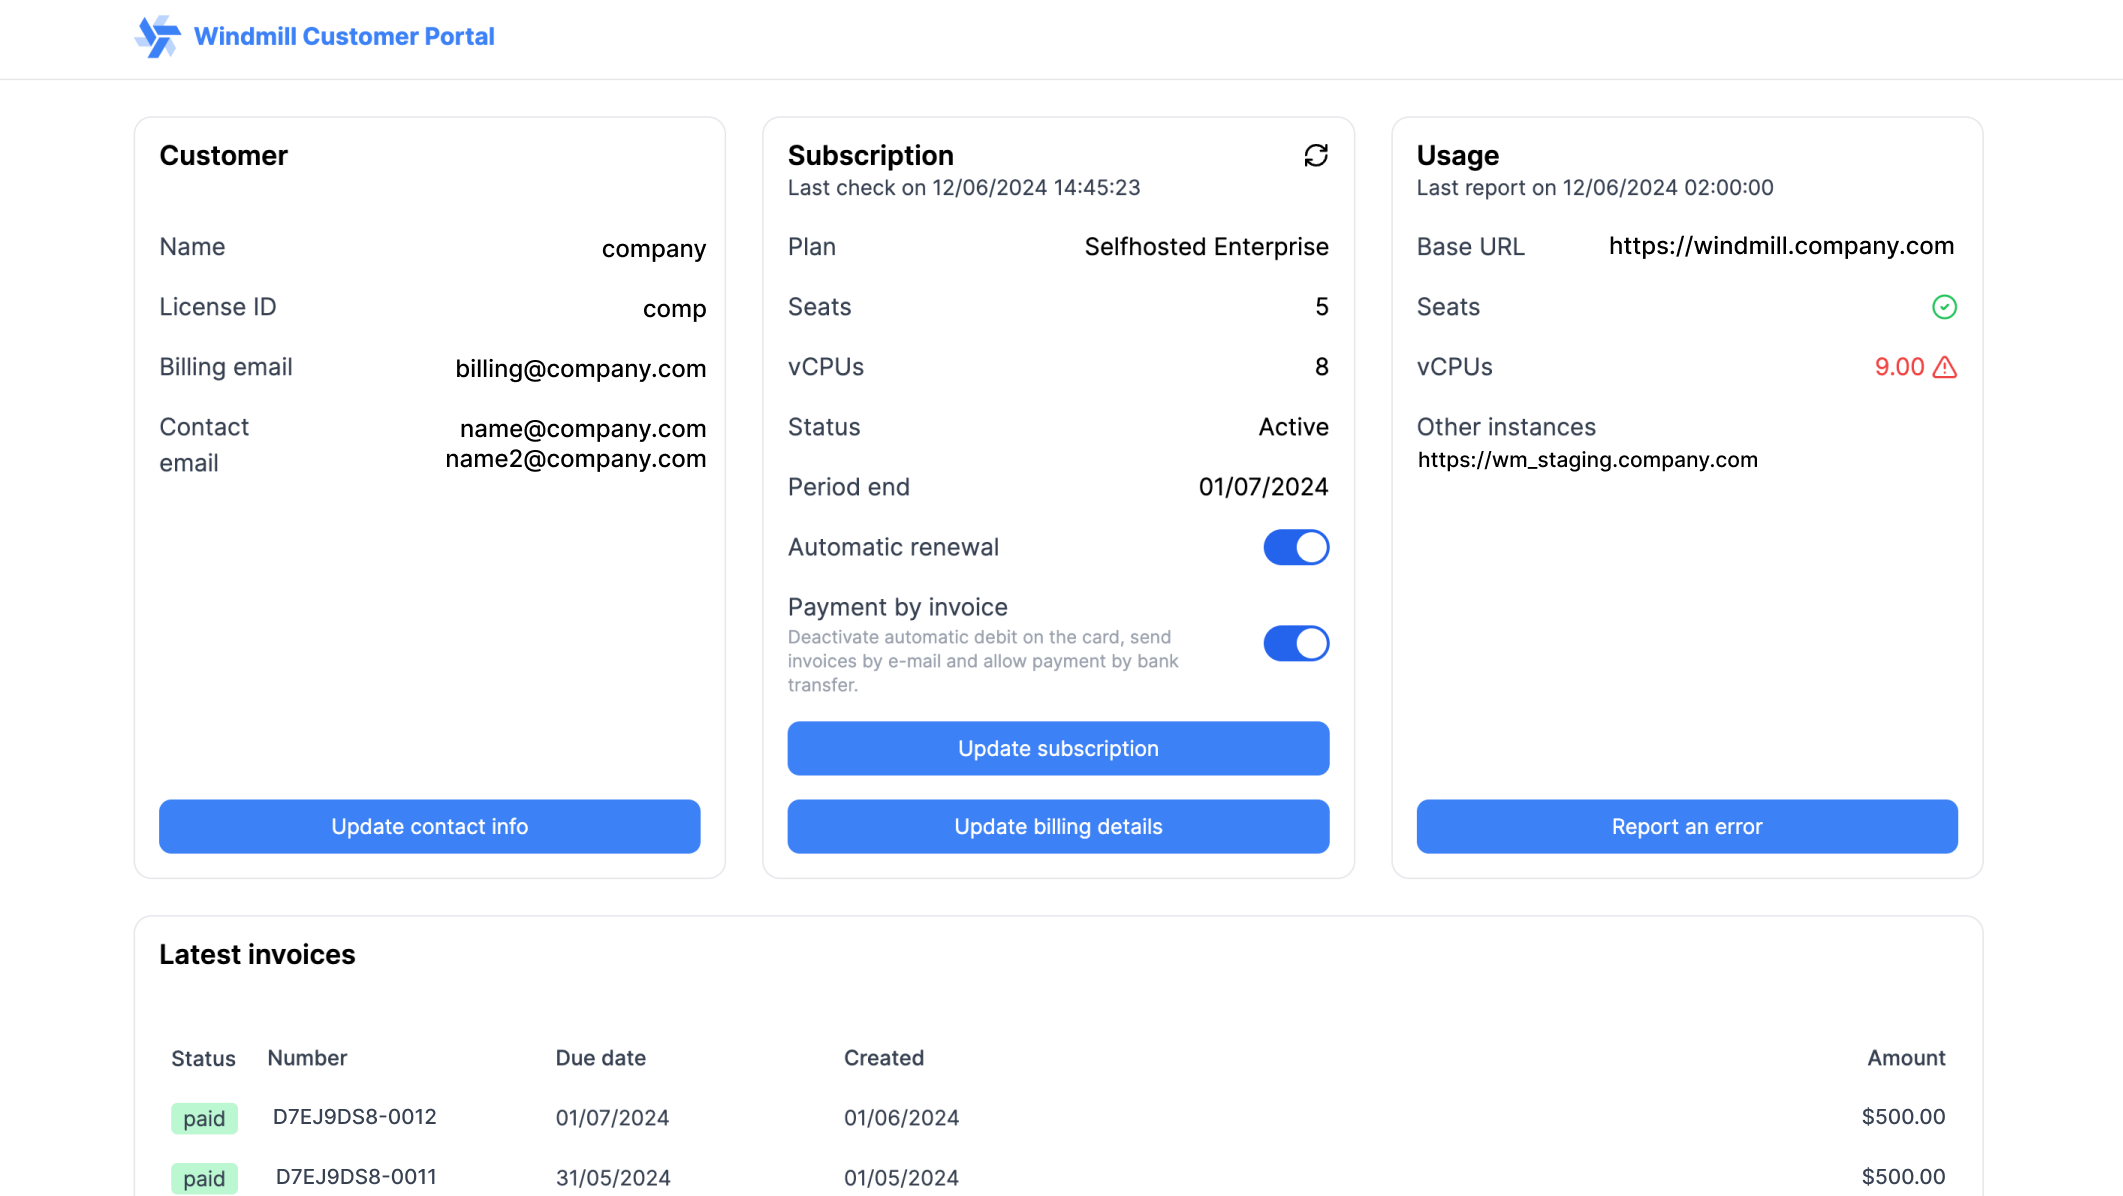 Windmill Customer Portal
Customer
Name company
License ID comp
Billing email billing@company.com
Contact email name@company.com
name2@company.com
Update contact info
Subscription
Last check on 12/06/2024 14:45:23
Plan Selfhosted Enterprise
Seats 5
vCPUs 8
Status Active
Period end 01/07/2024
Automatic renewal
Payment by invoice
Deactivate automatic debit on the card, send
invoices by e-mail and allow payment by bank
transfer.
Update subscription
Update billing details
Usage
Last report on 12/06/2024 02:00:00
Base URL https://windmill.company.com
Seats
vCPUs 9.00
Other instances
https://wm_staging.company.com
Report an error
Latest invoices
Status Number Due date Created Amount
paid D7EJ9DS8-0012 01/07/2024 01/06/2024 $500.00
paid D7EJ9DS8-0011 31/05/2024 01/05/2024 $500.00